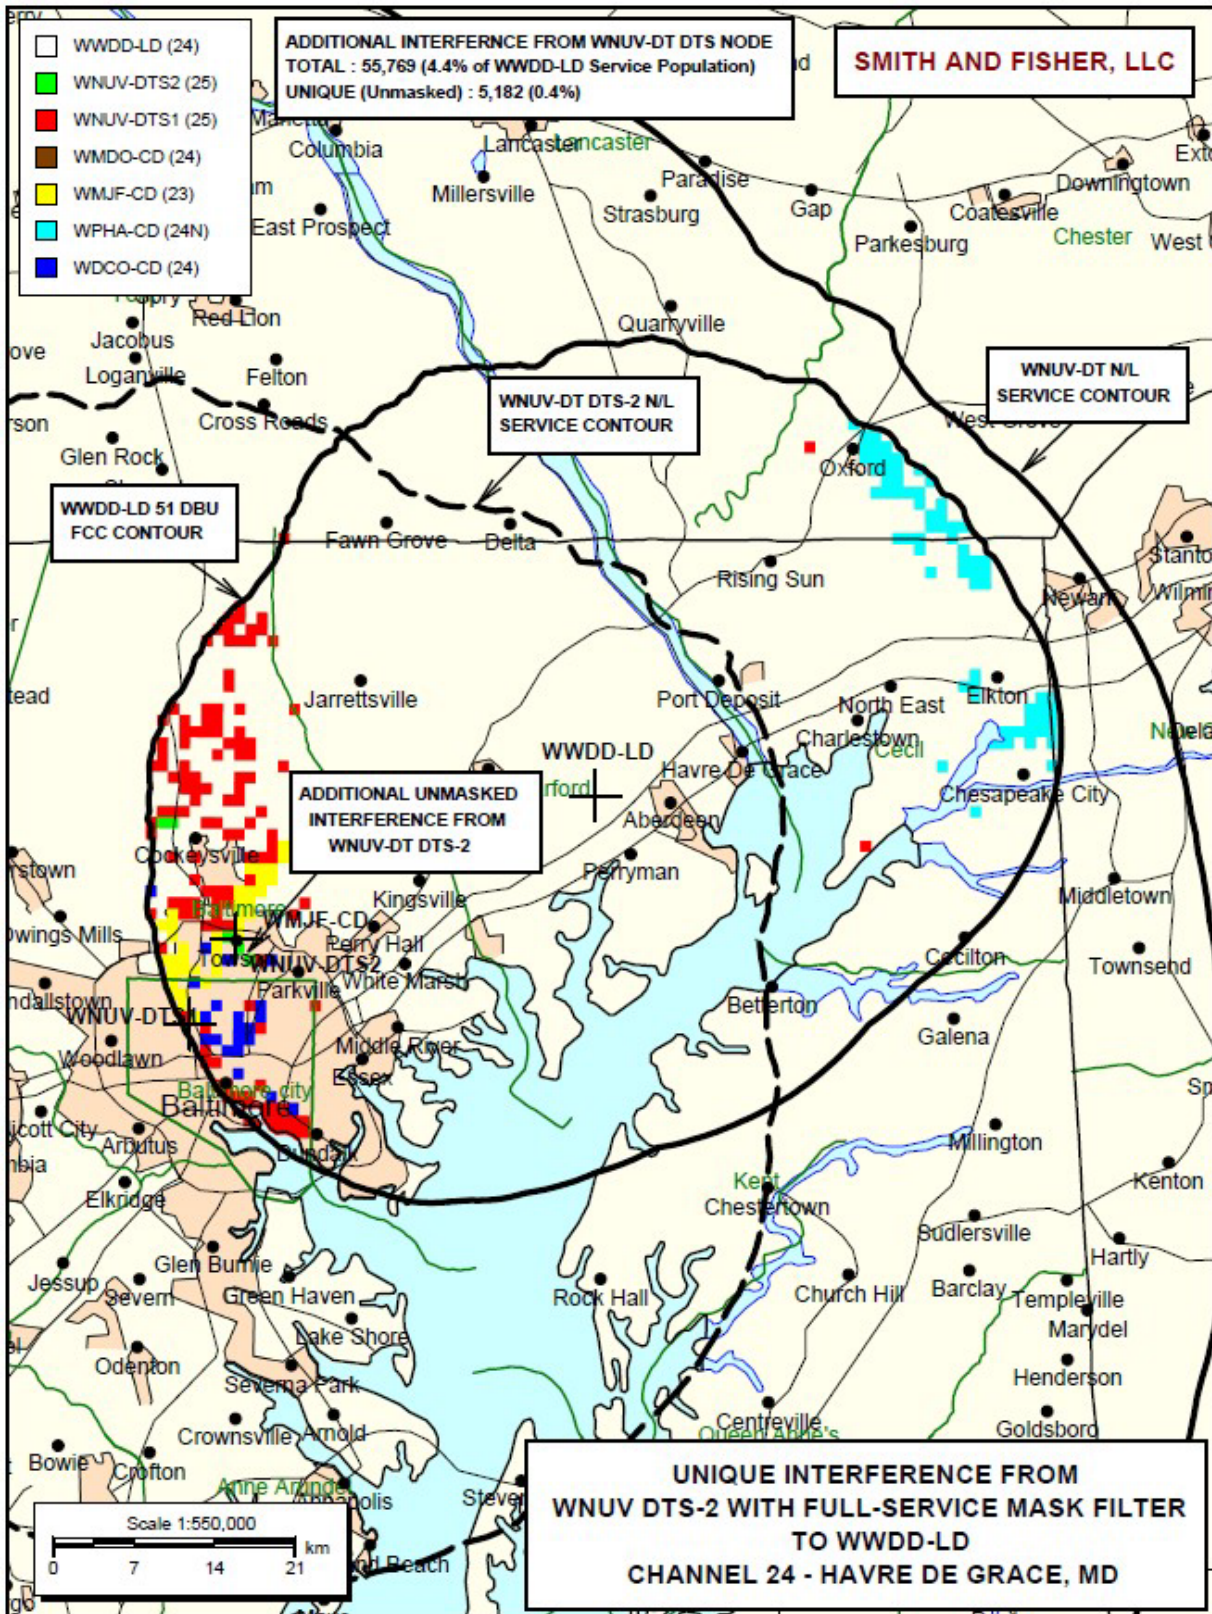 WWDD-LD (24)
WNUV-DTS2 (25)
WNUV-DTS1 (25)
WMDO-CD (24)
WMJF-CD (23)
WPHA-CD (24N)
WDCO-CD (24)
ADDITIONAL INTERFERNCE FROM WNUV-DT DTS NODE
TOTAL : 55,769 (4.4% of WWDD-LD Service Population)
UNIQUE (Unmasked) : 5,182 (0.4%)
SMITH AND FISHER, LLC
Columbia
Lancaster
Lancaster
Millersville
Paradise
Strasburg
Gap
Downingtown
Coatesville
Chester
West
Parkesburg
East Prospect
Red Lion
Quarryville
Jacobus
Loganville
Felton
Cross Roads
Glen Rock
WNUV-DT DTS-2 N/L
SERVICE CONTOUR
WNUV-DT N/L
SERVICE CONTOUR
Oxford
WWDD-LD 51 DBU
FCC CONTOUR
Fawn Grove
Delta
Rising Sun
Newark
Jarrettsville
Port Deposit
Elkton
North East
Charlestown
Cecil
WWDD-LD
Havre De Grace
Chesapeake City
Aberdeen
ADDITIONAL UNMASKED
INTERFERENCE FROM
WNUV-DT DTS-2
Cockeysville
Perryman
Kingsville
Middletown
Baltimore
WMJF-CD
Owings Mills
Perry Hall
Towson
WNUV-DTS2
White Marsh
Parkville
Cecilton
Townsend
Betterton
Galena
WNUV-DTS1
Woodlawn
Middle River
Essex
Baltimore city
Baltimore
Arbutus
Dundalk
Millington
Elkridge
Kent
Chestertown
Kenton
Sudlersville
Hartly
Glen Burnie
Jessup
Severn
Green Haven
Rock Hall
Church Hill
Barclay
Templeville
Marydel
Lake Shore
Odenton
Severna Park
Henderson
Centreville
Queen Anne's
Goldsboro
Crownsville
Arnold
Bowie
Crofton
Anne Arundel
Annapolis
UNIQUE INTERFERENCE FROM
WNUV DTS-2 WITH FULL-SERVICE MASK FILTER
TO WWDD-LD
CHANNEL 24 - HAVRE DE GRACE, MD
Scale 1:550,000
0 7 14 21 km